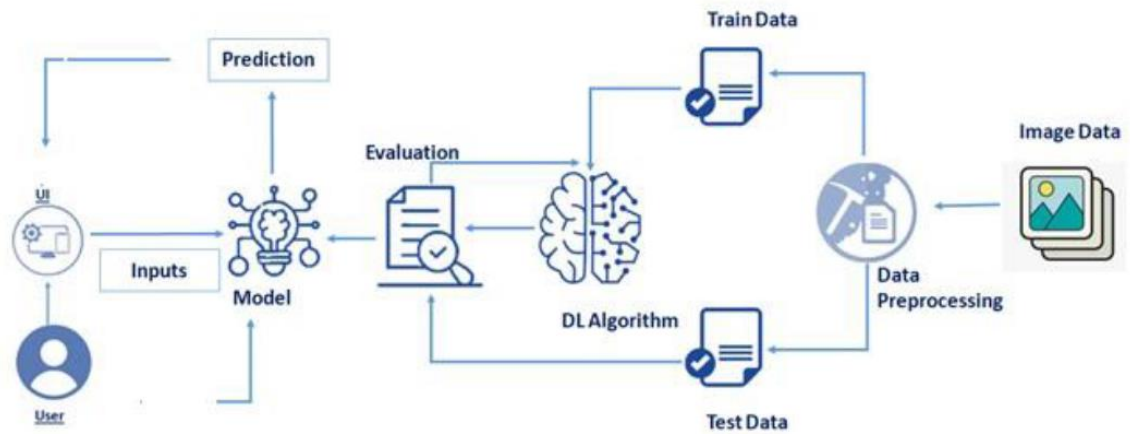 Train Data
Prediction
Image Data
Evaluation
UI
Inputs
Model
Data
Preprocessing
DL Algorithm
User
Test Data